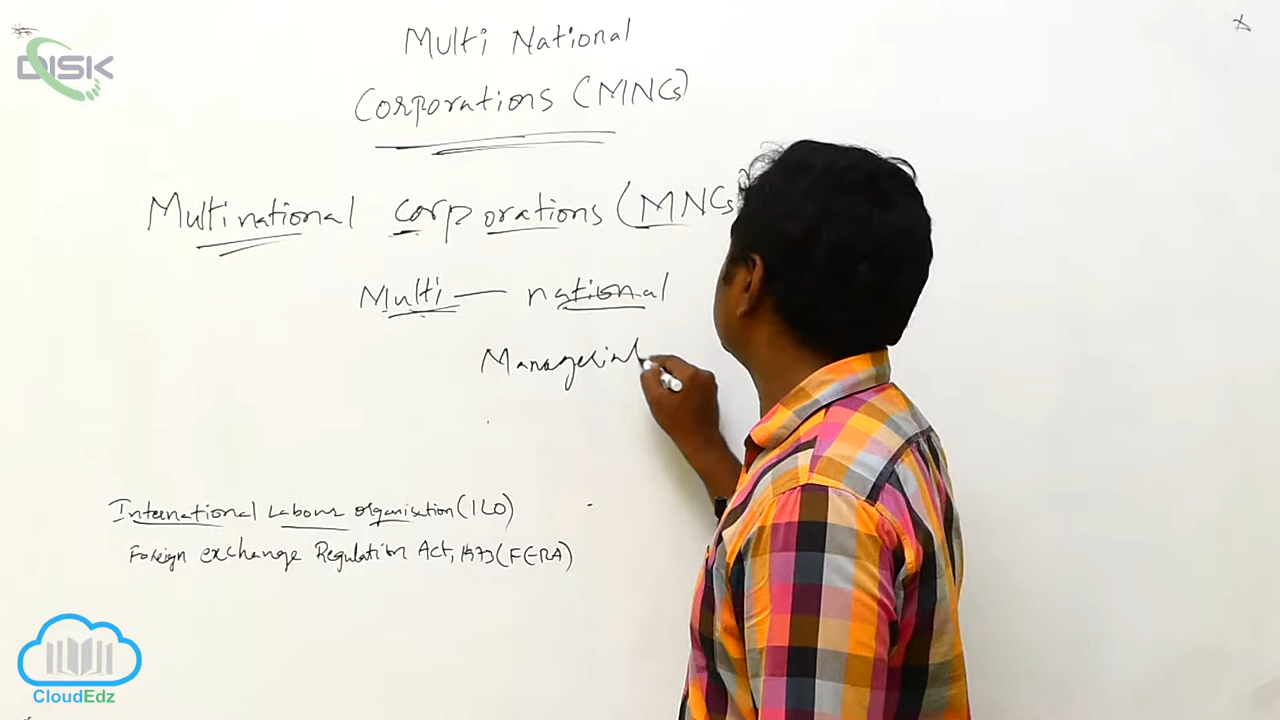 DISK
Multi National
Corporations (MNCs)
Multinational corporations (MNCs
Multi — national
Managerial
International Labour organisation (ILO)
Foreign exchange Regulation Act, 1973 (FERA)
CloudEdz